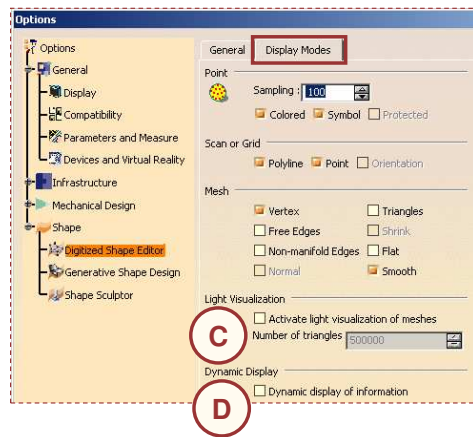 Options
Options
General
Display
Compatibility
Parameters and Measure
Devices and Virtual Reality
Infrastructure
Mechanical Design
Shape
Digitized Shape Editor
Generative Shape Design
Shape Sculptor
General Display Modes
Point
Sampling : 100
Colored Symbol Protected
Scan or Grid
Polyline Point Orientation
Mesh
Vertex Triangles
Free Edges Shrink
Non-manifold Edges Flat
Normal Smooth
Light Visualization
Activate light visualization of meshes
C Number of triangles 500000
Dynamic Display
D Dynamic display of information